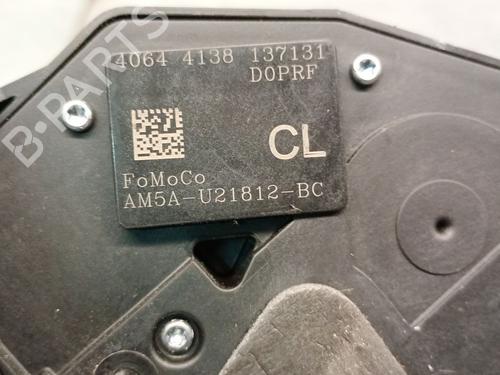 4064 4138 137131
D0PRF
CL
FoMoCo
AM5A-U21812-BC
B-PARTS